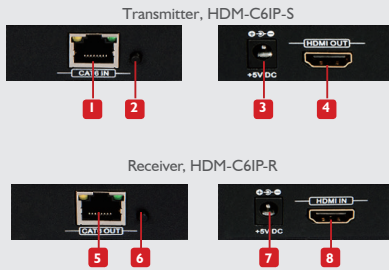 Transmitter, HDM-C6IP-S
CAT6 IN
1
2
+5V DC
3
HDMI OUT
4
Receiver, HDM-C6IP-R
CAT6 OUT
5
6
+5V DC
7
HDMI IN
8